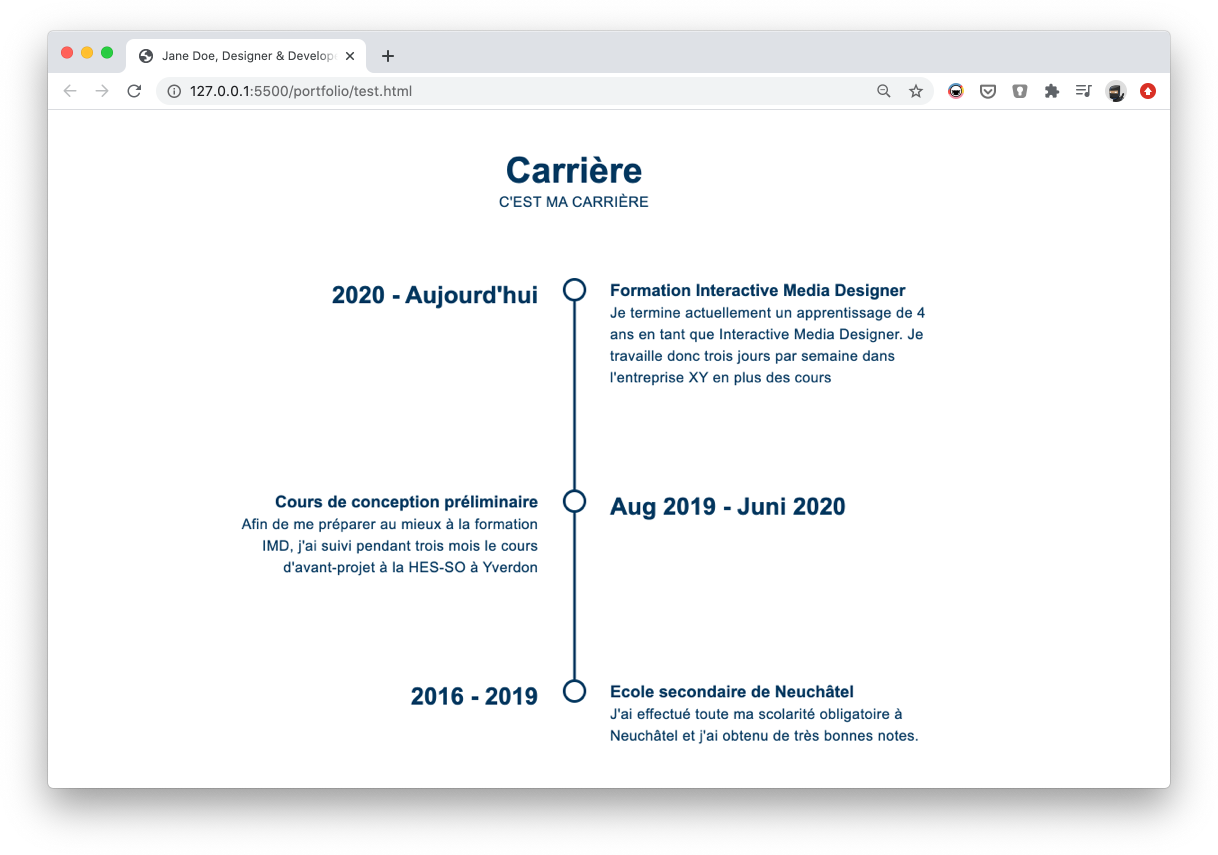 Jane Doe, Designer & Develop
127.0.0.1:5500/portfolio/test.html
Carrière
C'EST MA CARRIÈRE
2020 - Aujourd'hui
Formation Interactive Media Designer
Je termine actuellement un apprentissage de 4
ans en tant que Interactive Media Designer. Je
travaille donc trois jours par semaine dans
l'entreprise XY en plus des cours
Cours de conception préliminaire
Afin de me préparer au mieux à la formation
IMD, j'ai suivi pendant trois mois le cours
d'avant-projet à la HES-SO à Yverdon
Aug 2019 - Juni 2020
2016 - 2019
Ecole secondaire de Neuchâtel
J'ai effectué toute ma scolarité obligatoire à
Neuchâtel et j'ai obtenu de très bonnes notes.